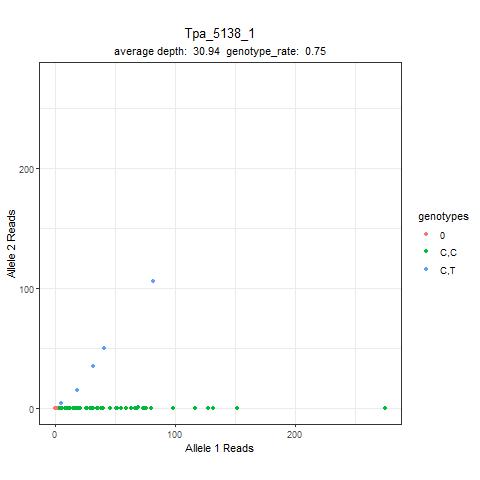 Tpa_5138_1
average depth:  30.94  genotype_rate:  0.75
Allele 2 Reads
200
100
0
0
100
200
Allele 1 Reads
genotypes
0
C,C
C,T